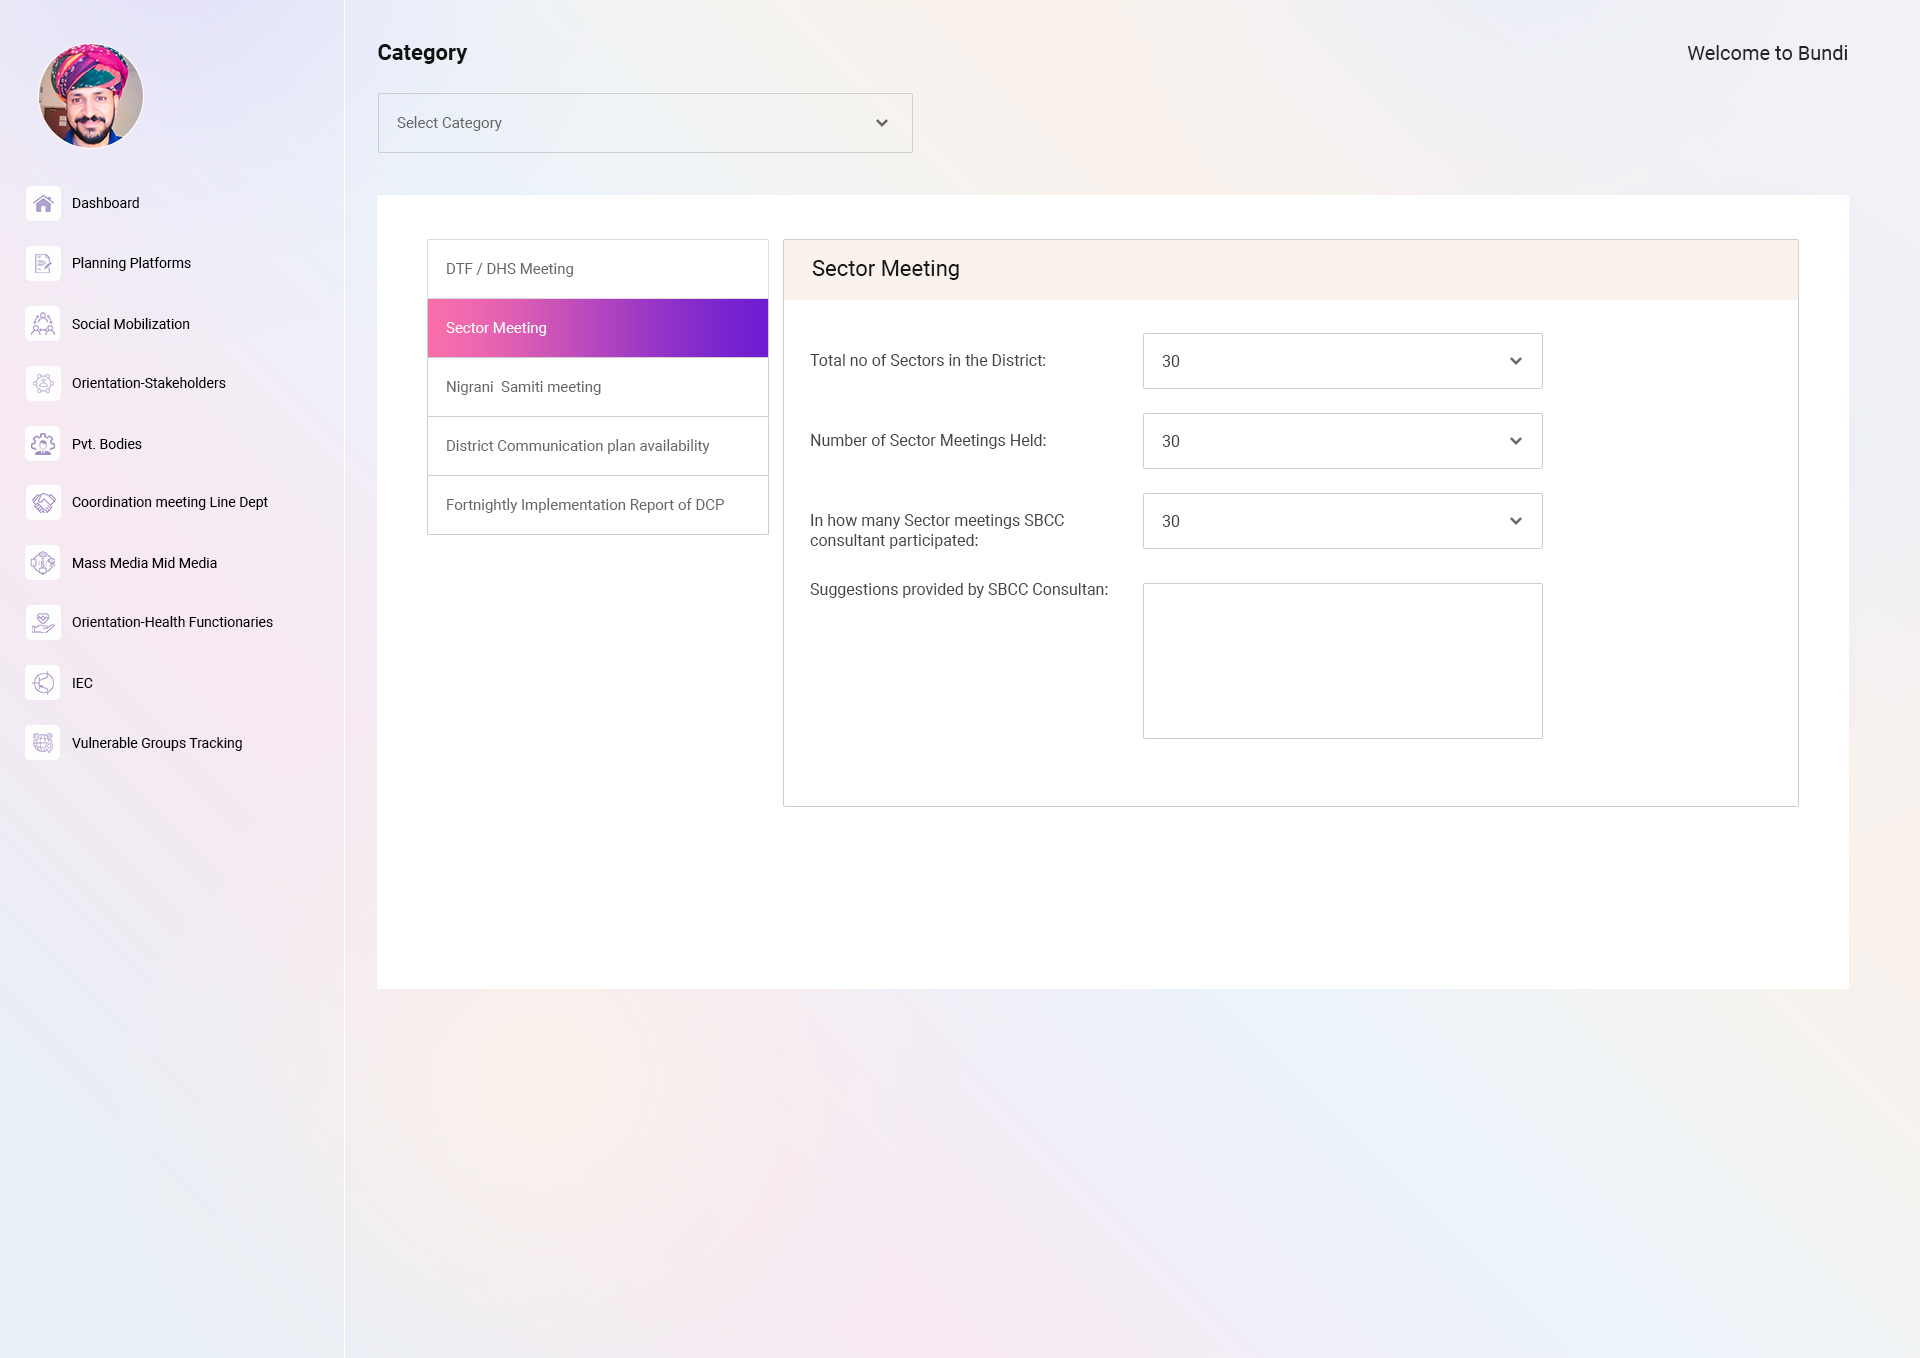 Category
Welcome to Bundi
Select Category
Dashboard
Planning Platforms
Social Mobilization
Orientation-Stakeholders
Pvt. Bodies
Coordination meeting Line Dept
Mass Media Mid Media
Orientation-Health Functionaries
IEC
Vulnerable Groups Tracking
DTF / DHS Meeting
Sector Meeting
Nigrani  Samiti meeting
District Communication plan availability
Fortnightly Implementation Report of DCP
Sector Meeting
Total no of Sectors in the District:
30
Number of Sector Meetings Held:
30
In how many Sector meetings SBCC
consultant participated:
30
Suggestions provided by SBCC Consultan: